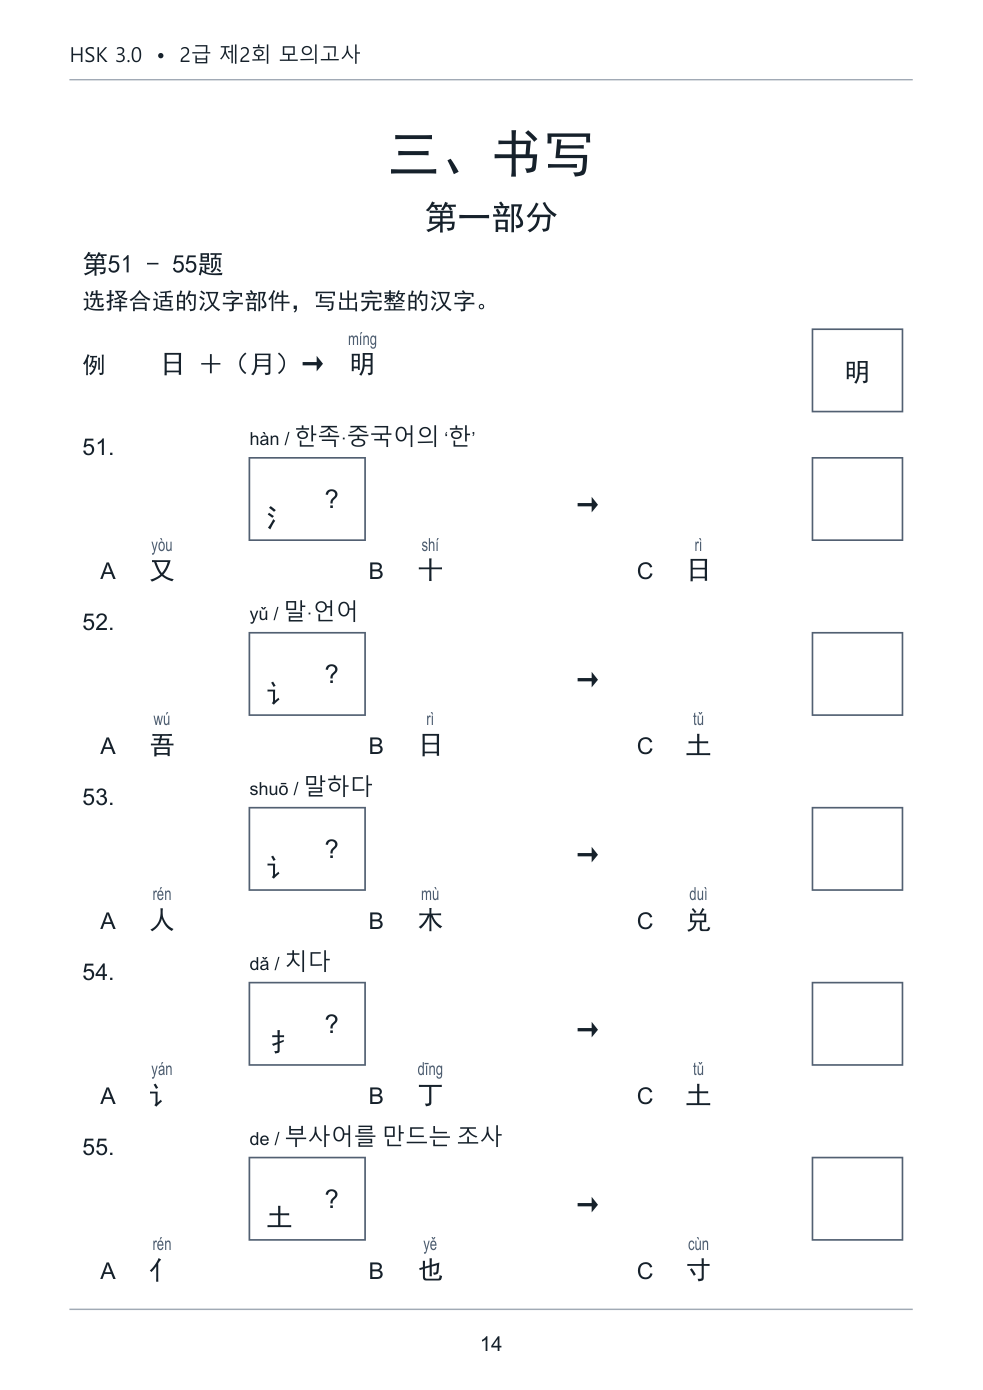 HSK 3.0 • 2급 제2회 모의고사
三、书写
第一部分
第51 – 55题
选择合适的汉字部件，写出完整的汉字。
míng
例 日 ＋（月）➞ 明
明
51. hàn / 한족·중국어의 ‘한’
氵 ? ➞
yòu shí rì
A 又 B 十 C 日
52. yǔ / 말·언어
讠 ? ➞
wú rì tǔ
A 吾 B 日 C 土
53. shuō / 말하다
讠 ? ➞
rén mù duì
A 人 B 木 C 兑
54. dǎ / 치다
扌 ? ➞
yán dīng tǔ
A 讠 B 丁 C 土
55. de / 부사어를 만드는 조사
土 ? ➞
rén yě cùn
A 亻 B 也 C 寸
14